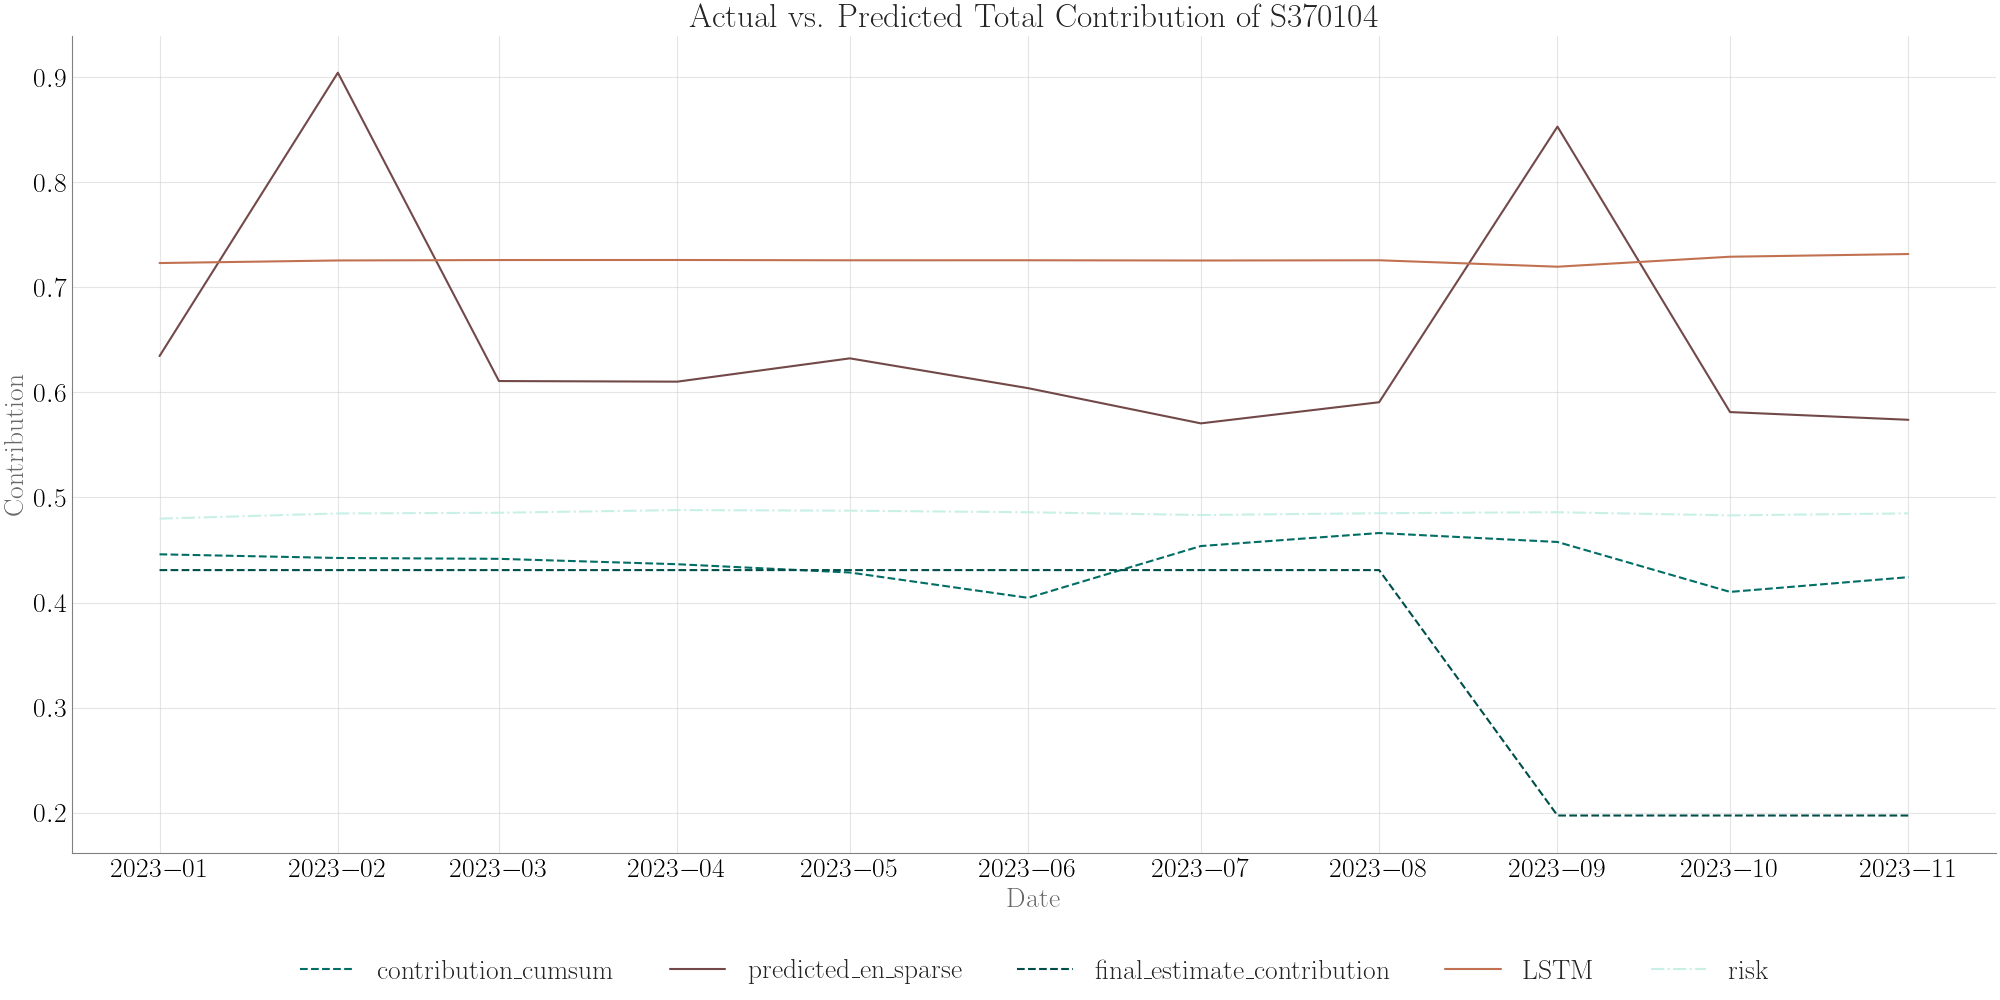 Actual vs. Predicted Total Contribution of S370104
0.9
0.8
0.7
0.6
0.5
0.4
0.3
0.2
Contribution
2023−01 2023−02 2023−03 2023−04 2023−05 2023−06 2023−07 2023−08 2023−09 2023−10 2023−11
Date
contribution_cumsum predicted_en_sparse final_estimate_contribution LSTM risk